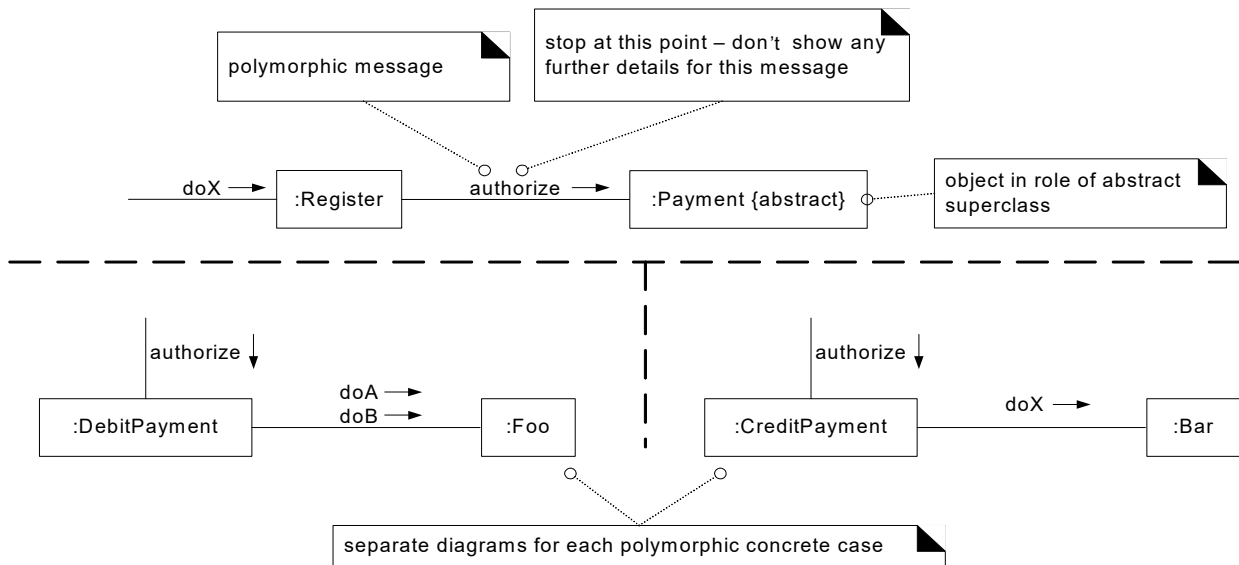 polymorphic message
stop at this point – don't show any
further details for this message
doX
:Register
authorize
:Payment {abstract}
object in role of abstract
superclass
authorize
:DebitPayment
doA
doB
:Foo
authorize
:CreditPayment
doX
:Bar
separate diagrams for each polymorphic concrete case